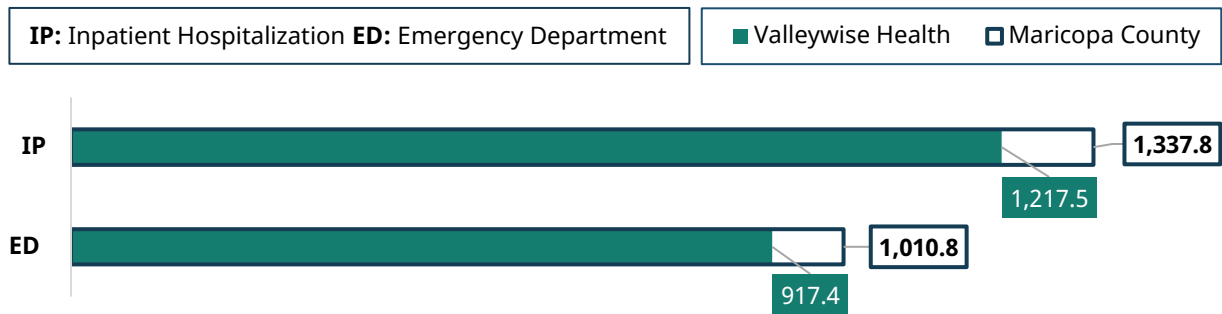 IP: Inpatient Hospitalization ED: Emergency Department
Valleywise Health
Maricopa County
IP
1,337.8
1,217.5
ED
1,010.8
917.4